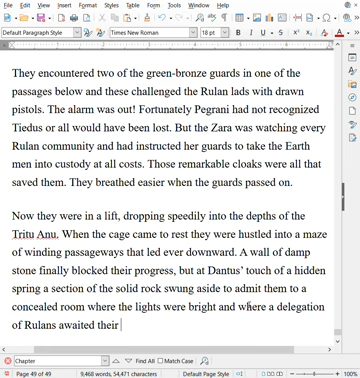 File Edit View Insert Format Styles Table Form Tools Window Help
Default Paragraph Style Times New Roman 18 pt B I U S A
They encountered two of the green-bronze guards in one of the
passages below and these challenged the Rulan lads with drawn
pistols. The alarm was out! Fortunately Pegrani had not recognized
Tiedus or all would have been lost. But the Zara was watching every
Rulan community and had instructed her guards to take the Earth
men into custody at all costs. Those remarkable cloaks were all that
saved them. They breathed easier when the guards passed on.
Now they were in a lift, dropping speedily into the depths of the
Tritu Anu. When the cage came to rest they were hustled into a maze
of winding passageways that led ever downward. A wall of damp
stone finally blocked their progress, but at Dantus’ touch of a hidden
spring a section of the solid rock swung aside to admit them to a
concealed room where the lights were bright and where a delegation
of Rulans awaited their
Chapter Find All Match Case
Page 49 of 49 9,468 words, 54,471 characters Default Page Style